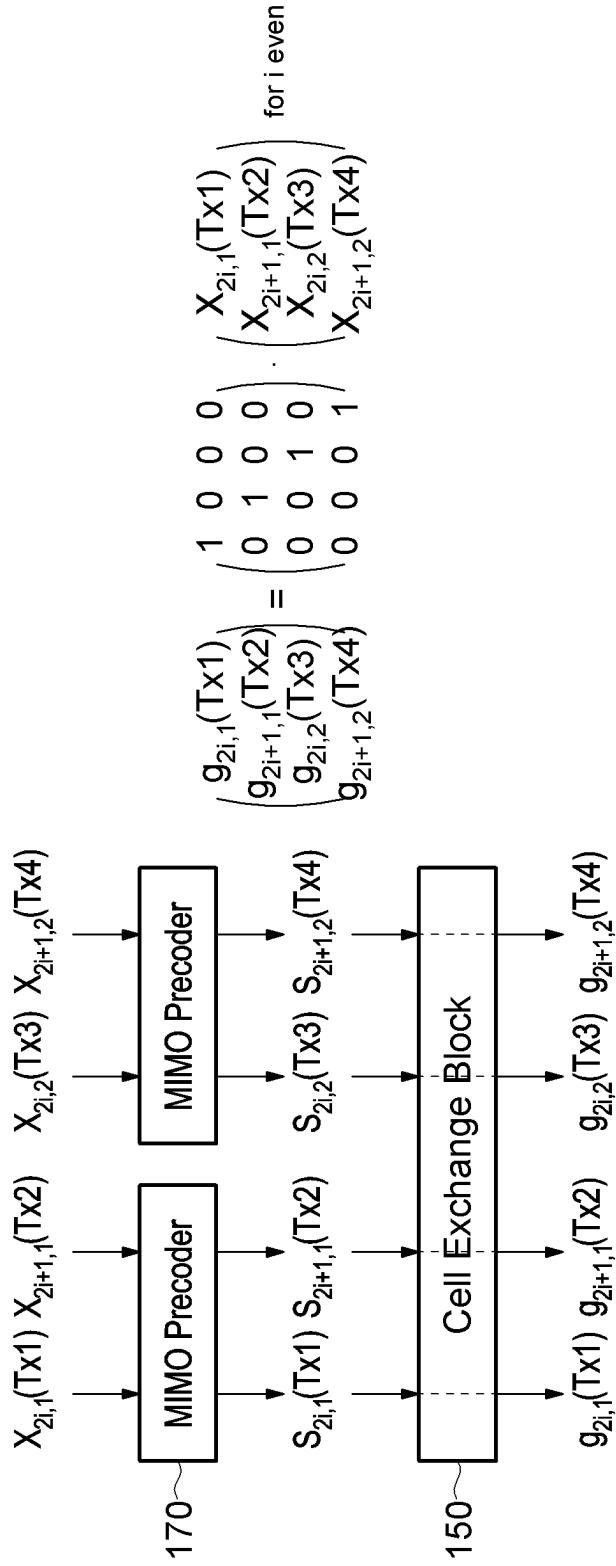 X2i,1(Tx1) X2i+1,1(Tx2) X2i,2(Tx3) X2i+1,2(Tx4)
170
MIMO Precoder
MIMO Precoder
S2i,1(Tx1) S2i+1,1(Tx2) S2i,2(Tx3) S2i+1,2(Tx4)
150
Cell Exchange Block
g2i,1(Tx1) g2i+1,1(Tx2) g2i,2(Tx3) g2i+1,2(Tx4)
g2i,1(Tx1) 1 0 0 0 X2i,1(Tx1)
g2i+1,1(Tx2) = 0 1 0 0 · X2i+1,1(Tx2) for i even
g2i,2(Tx3) 0 0 1 0 X2i,2(Tx3)
g2i+1,2(Tx4) 0 0 0 1 X2i+1,2(Tx4)